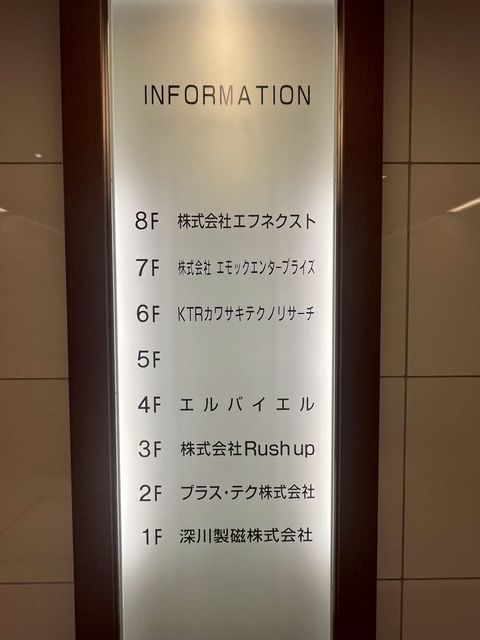 INFORMATION
8F 株式会社エフネクスト
7F 株式会社 エモックエンタープライズ
6F KTRカワサキテクノリサーチ
5F
4F エルバイエル
3F 株式会社Rush up
2F プラス・テク株式会社
1F 深川製磁株式会社